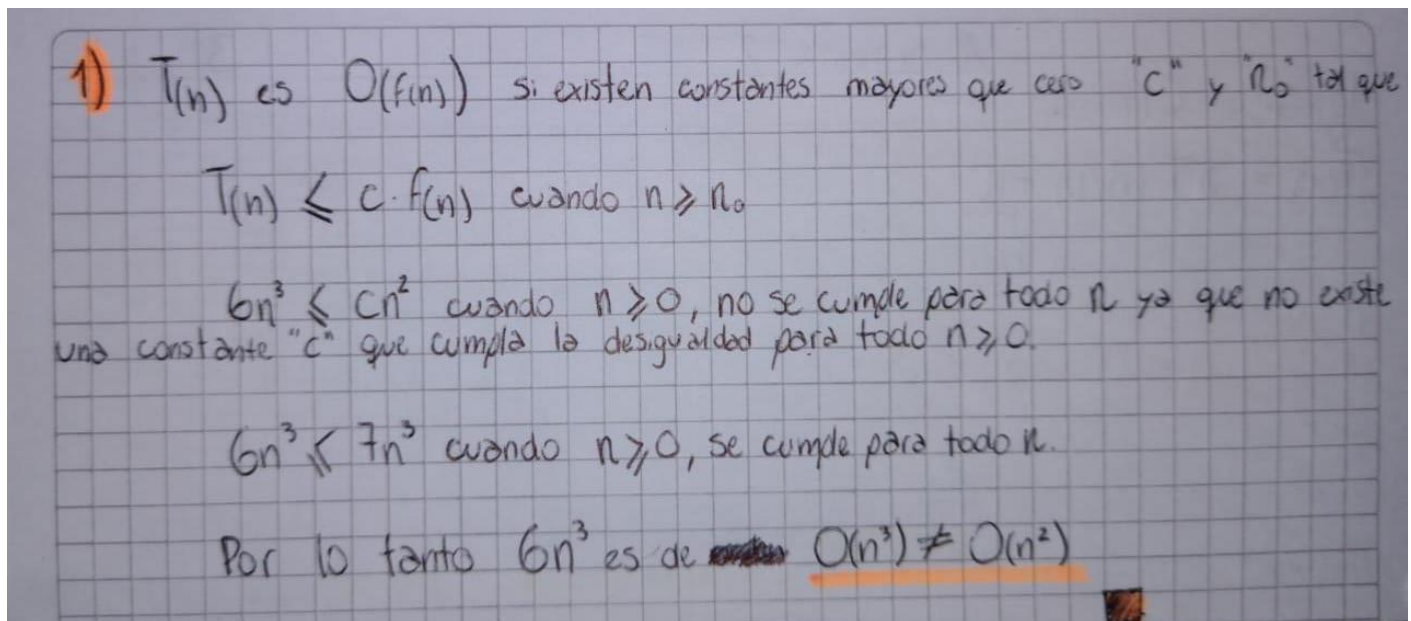 1) T(n) es O(f(n)) si existen constantes mayores que cero "c" y "n₀" tal que
T(n) ⩽ c · f(n) cuando n ⩾ n₀
6n³ ⩽ cn² cuando n ⩾ 0, no se cumple para todo n ya que no existe
una constante "c" que cumpla la desigualdad para todo n ⩾ 0.
6n³ ⩽ 7n³ cuando n ⩾ 0, se cumple para todo n.
Por lo tanto 6n³ es de O(n³) ≠ O(n²)